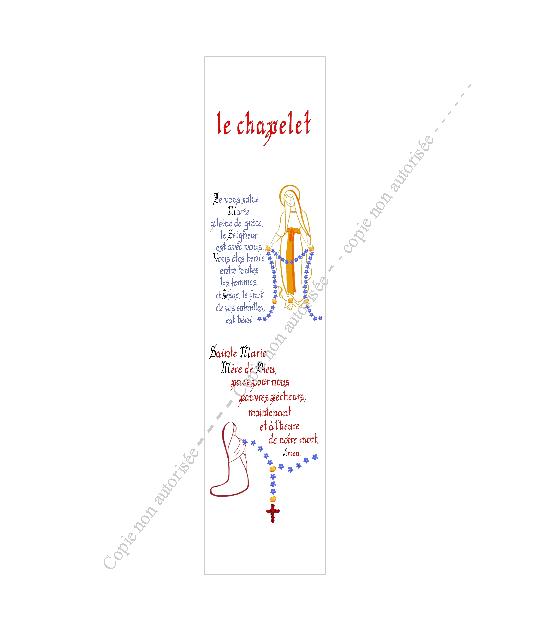 le chapelet
Je vous salue
Marie
pleine de grâce,
le Seigneur
est avec vous.
Vous êtes bénie
entre toutes
les femmes
et Jésus, le fruit
de vos entrailles,
est béni.
Sainte Marie
Mère de Dieu,
priez pour nous
pauvres pécheurs,
maintenant
et à l'heure
de notre mort.
Amen
Copie non autorisée -- Copie non autorisée -- copie non autorisée